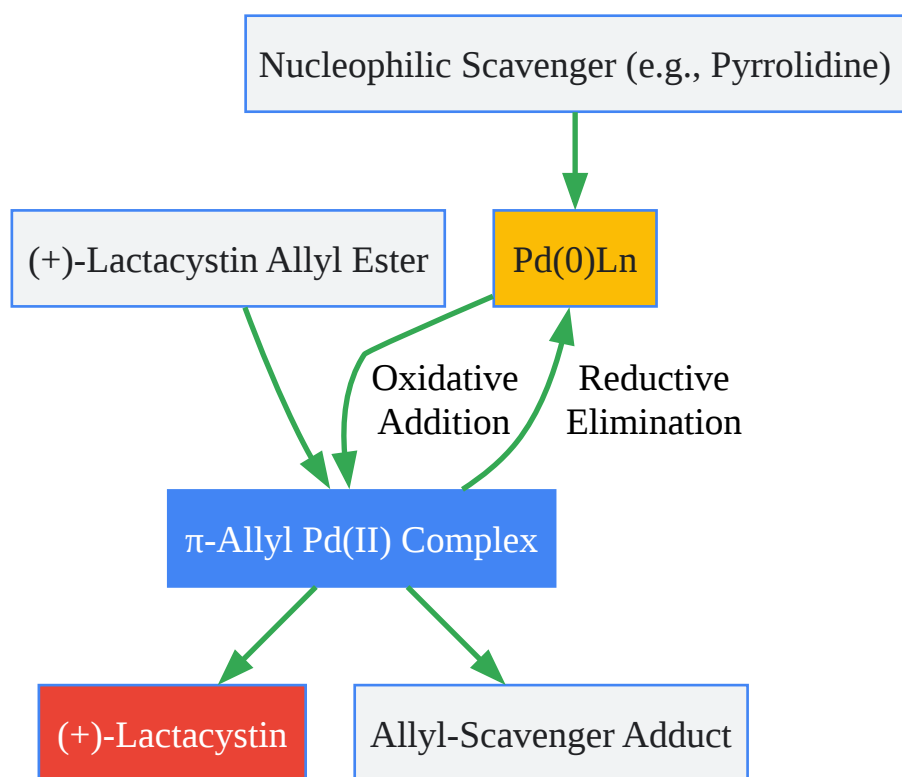 Nucleophilic Scavenger (e.g., Pyrrolidine)
(+)-Lactacystin Allyl Ester
Pd(0)Ln
Oxidative
Addition
Reductive
Elimination
π-Allyl Pd(II) Complex
(+)-Lactacystin
Allyl-Scavenger Adduct